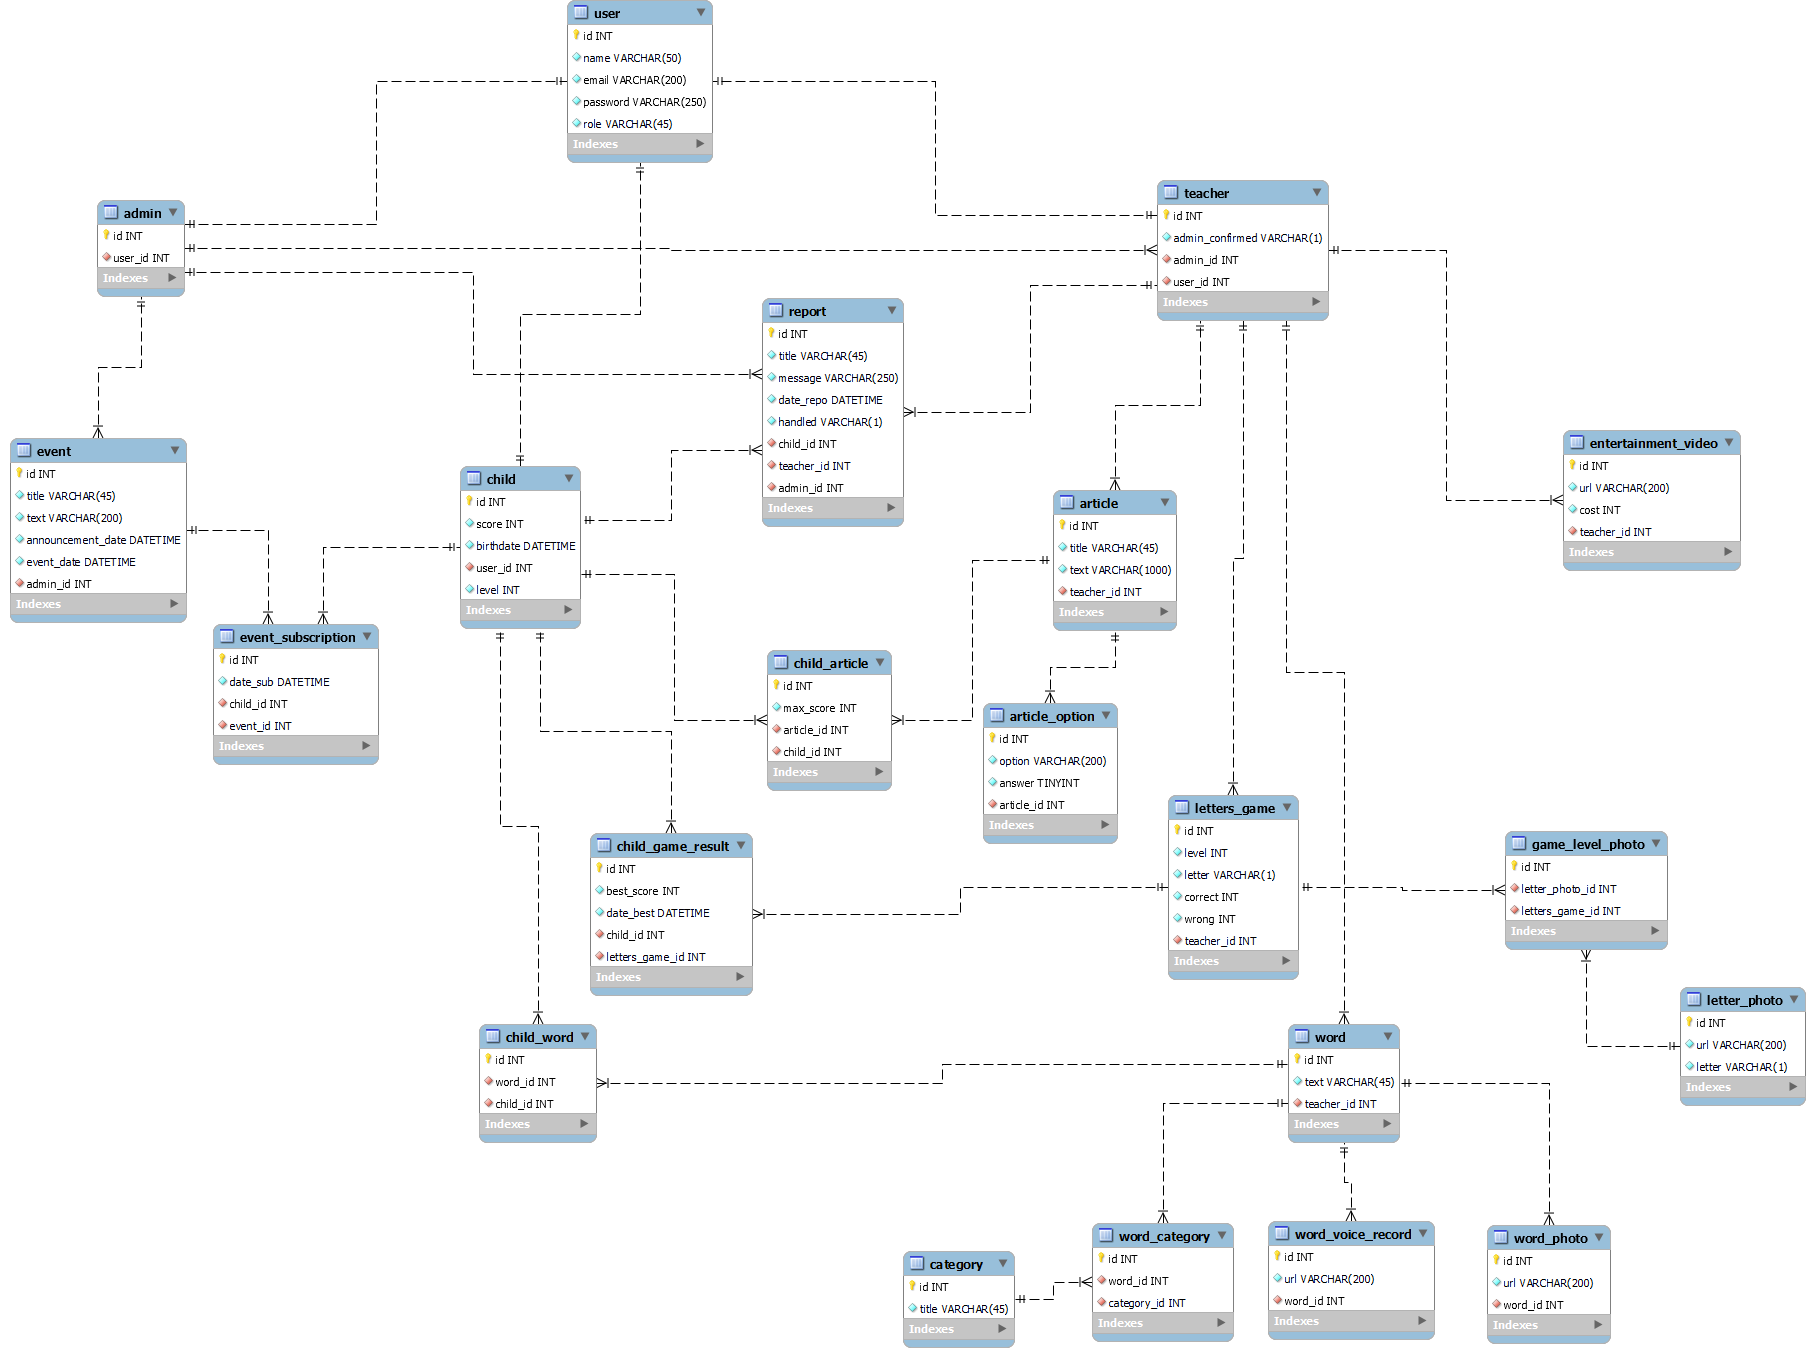 user
id INT
name VARCHAR(50)
email VARCHAR(200)
password VARCHAR(250)
role VARCHAR(45)
Indexes
admin
id INT
user_id INT
Indexes
teacher
id INT
admin_confirmed VARCHAR(1)
admin_id INT
user_id INT
Indexes
report
id INT
title VARCHAR(45)
message VARCHAR(250)
date_repo DATETIME
handled VARCHAR(1)
child_id INT
teacher_id INT
admin_id INT
Indexes
event
id INT
title VARCHAR(45)
text VARCHAR(200)
announcement_date DATETIME
event_date DATETIME
admin_id INT
Indexes
child
id INT
score INT
birthdate DATETIME
user_id INT
level INT
Indexes
article
id INT
title VARCHAR(45)
text VARCHAR(1000)
teacher_id INT
Indexes
entertainment_video
id INT
url VARCHAR(200)
cost INT
teacher_id INT
Indexes
event_subscription
id INT
date_sub DATETIME
child_id INT
event_id INT
Indexes
child_article
id INT
max_score INT
article_id INT
child_id INT
Indexes
article_option
id INT
option VARCHAR(200)
answer TINYINT
article_id INT
Indexes
letters_game
id INT
level INT
letter VARCHAR(1)
correct INT
wrong INT
teacher_id INT
Indexes
child_game_result
id INT
best_score INT
date_best DATETIME
child_id INT
letters_game_id INT
Indexes
game_level_photo
id INT
letter_photo_id INT
letters_game_id INT
Indexes
letter_photo
id INT
url VARCHAR(200)
letter VARCHAR(1)
Indexes
child_word
id INT
word_id INT
child_id INT
Indexes
word
id INT
text VARCHAR(45)
teacher_id INT
Indexes
category
id INT
title VARCHAR(45)
Indexes
word_category
id INT
word_id INT
category_id INT
Indexes
word_voice_record
id INT
url VARCHAR(200)
word_id INT
Indexes
word_photo
id INT
url VARCHAR(200)
word_id INT
Indexes